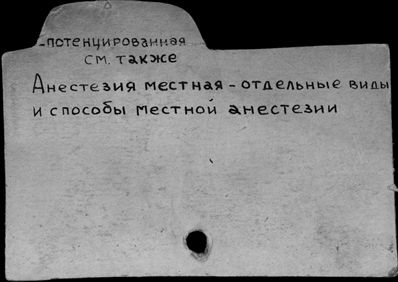 -потенцированная
см. также
Анестезия местная - отдельные виды
и способы местной анестезии